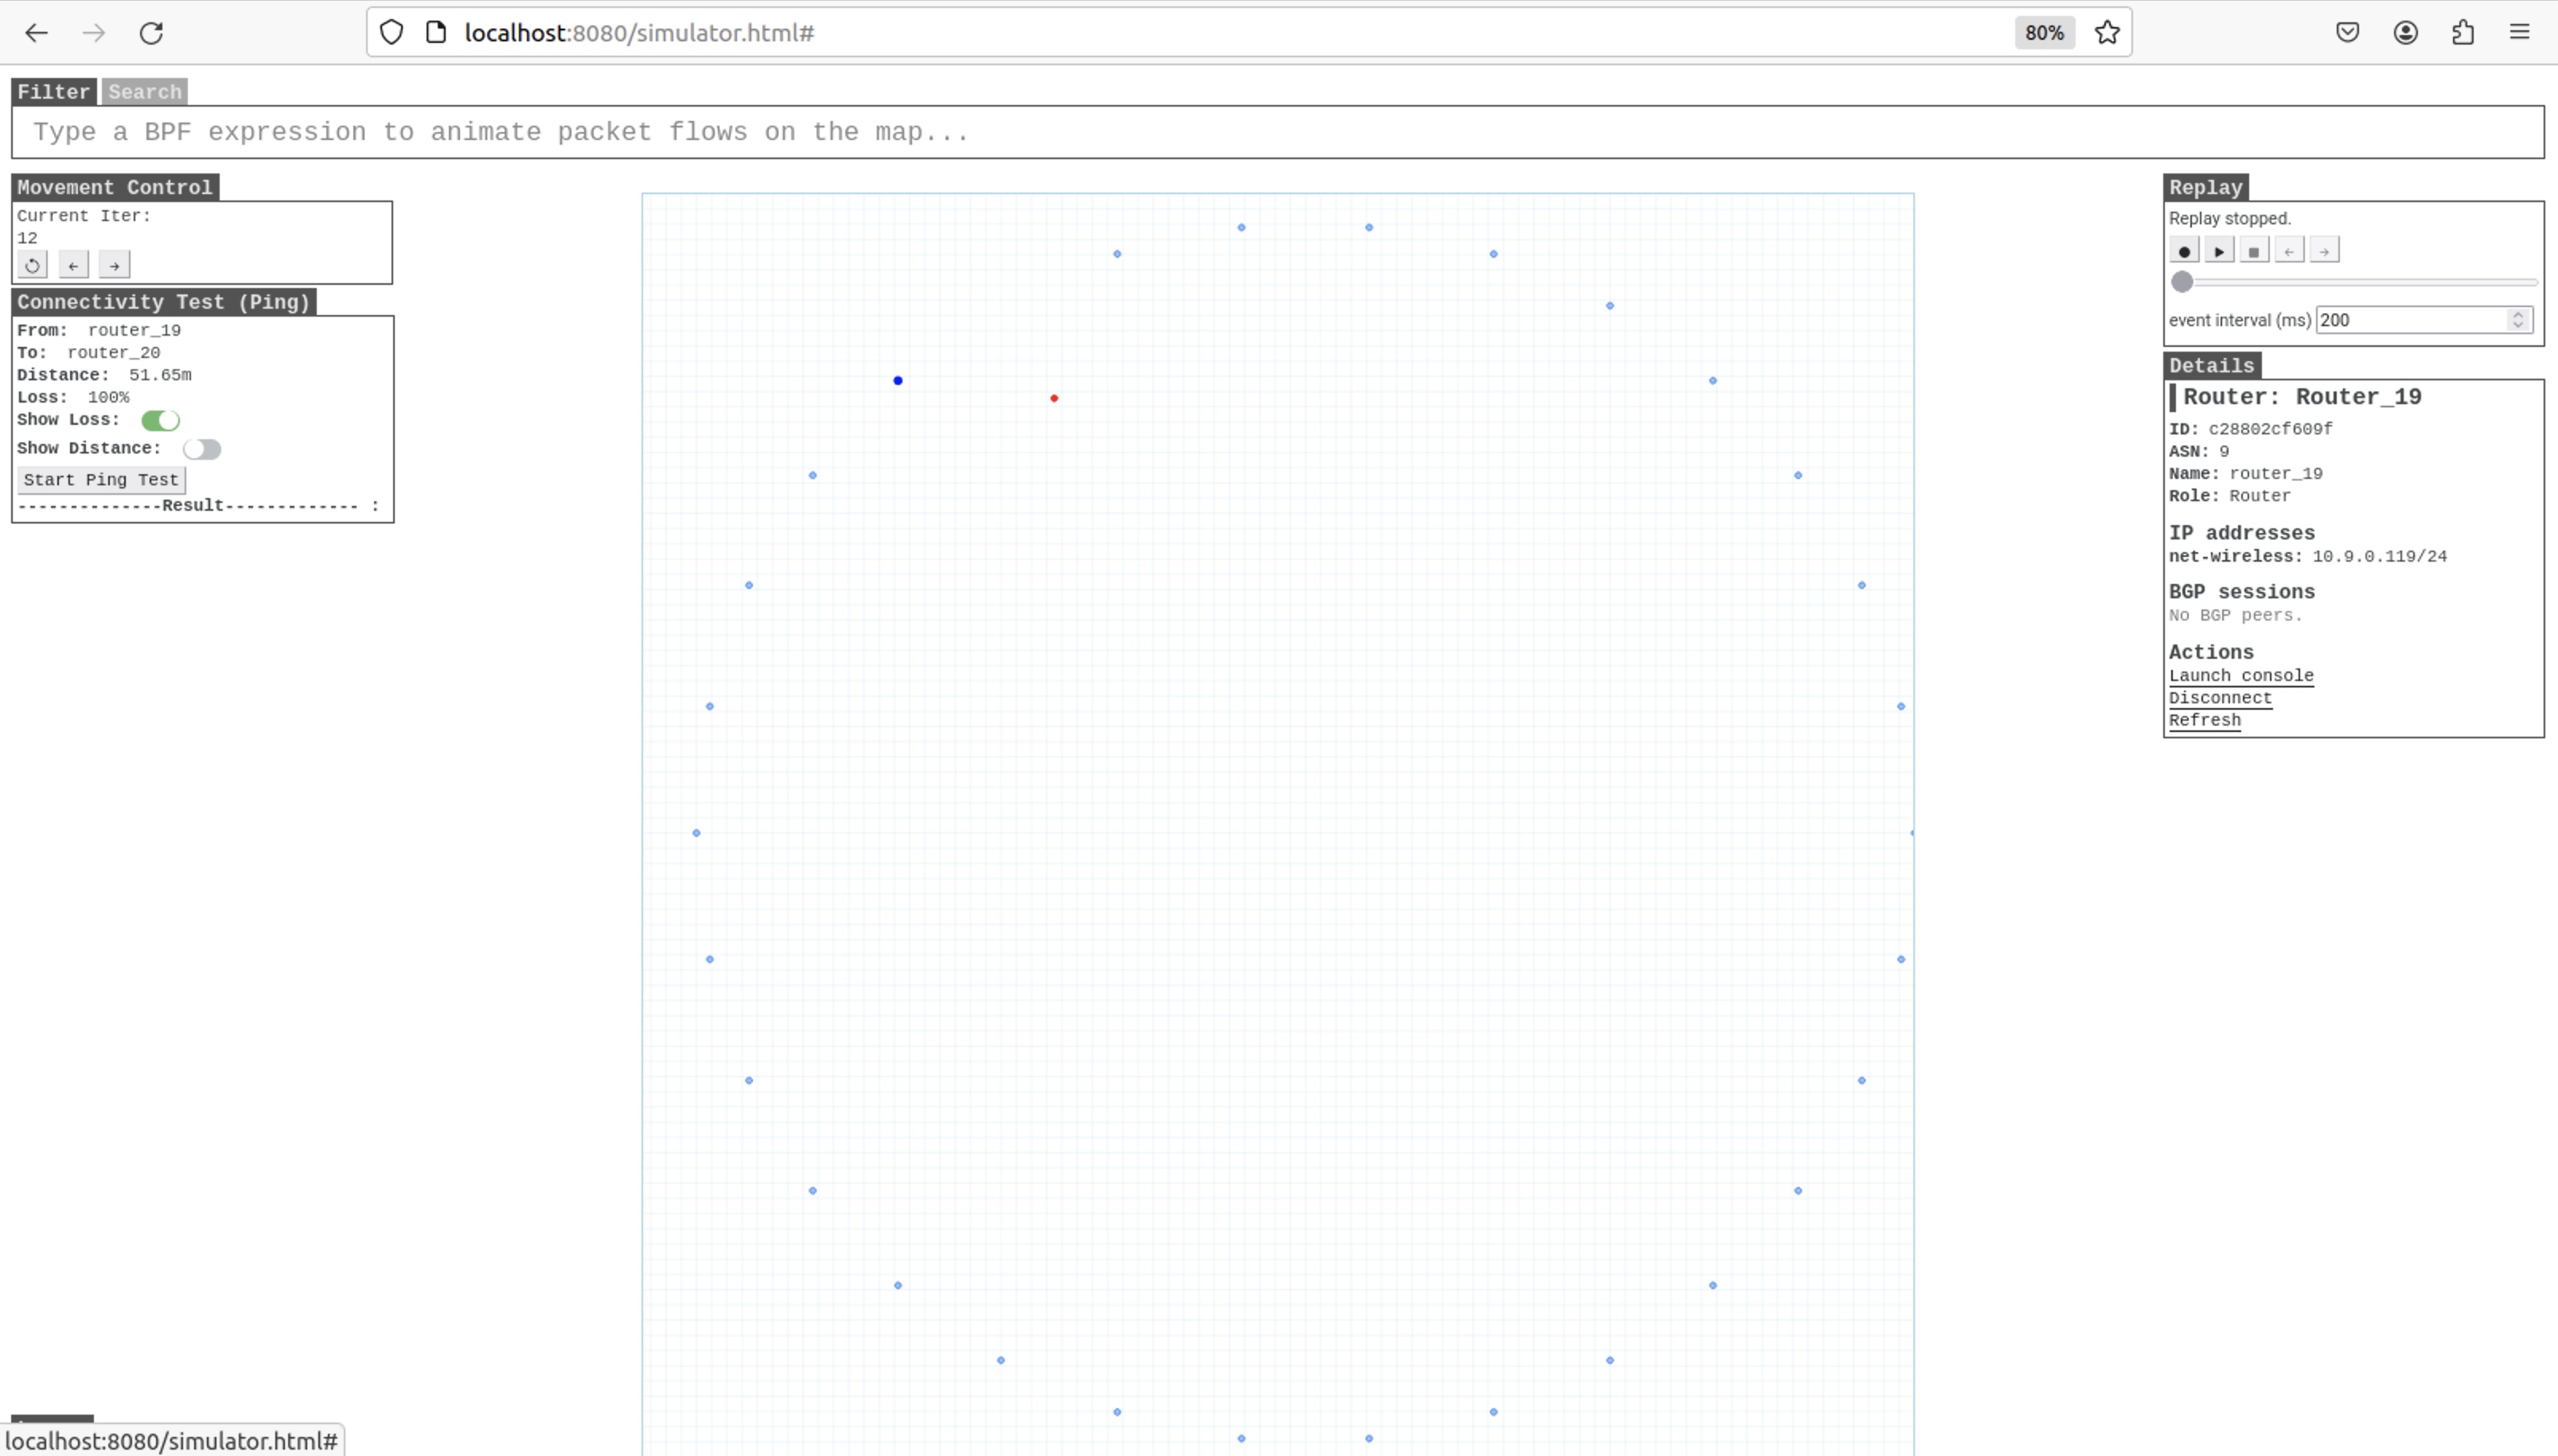 localhost:8080/simulator.html#
80%
Filter Search
Type a BPF expression to animate packet flows on the map...
Movement Control
Current Iter:
12
Connectivity Test (Ping)
From: router_19
To: router_20
Distance: 51.65m
Loss: 100%
Show Loss:
Show Distance:
Start Ping Test
--------------Result------------- :
Replay
Replay stopped.
event interval (ms) 200
Details
Router: Router_19
ID: c28802cf609f
ASN: 9
Name: router_19
Role: Router
IP addresses
net-wireless: 10.9.0.119/24
BGP sessions
No BGP peers.
Actions
Launch console
Disconnect
Refresh
localhost:8080/simulator.html#